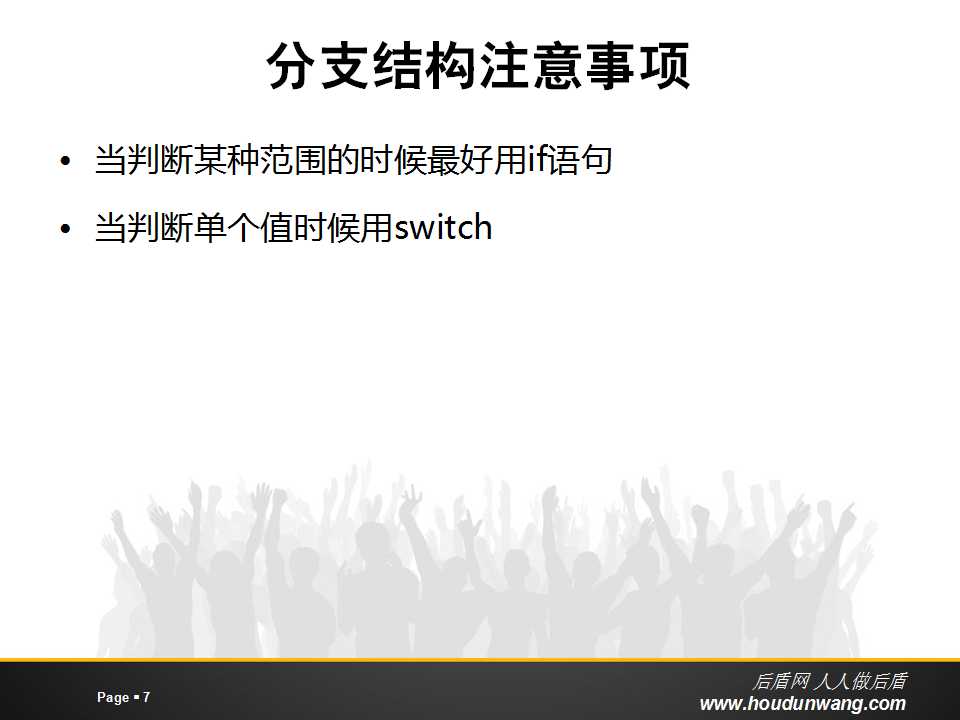 分支结构注意事项
• 当判断某种范围的时候最好用if语句
• 当判断单个值时候用switch
Page ▪ 7
后盾网 人人做后盾
www.houdunwang.com